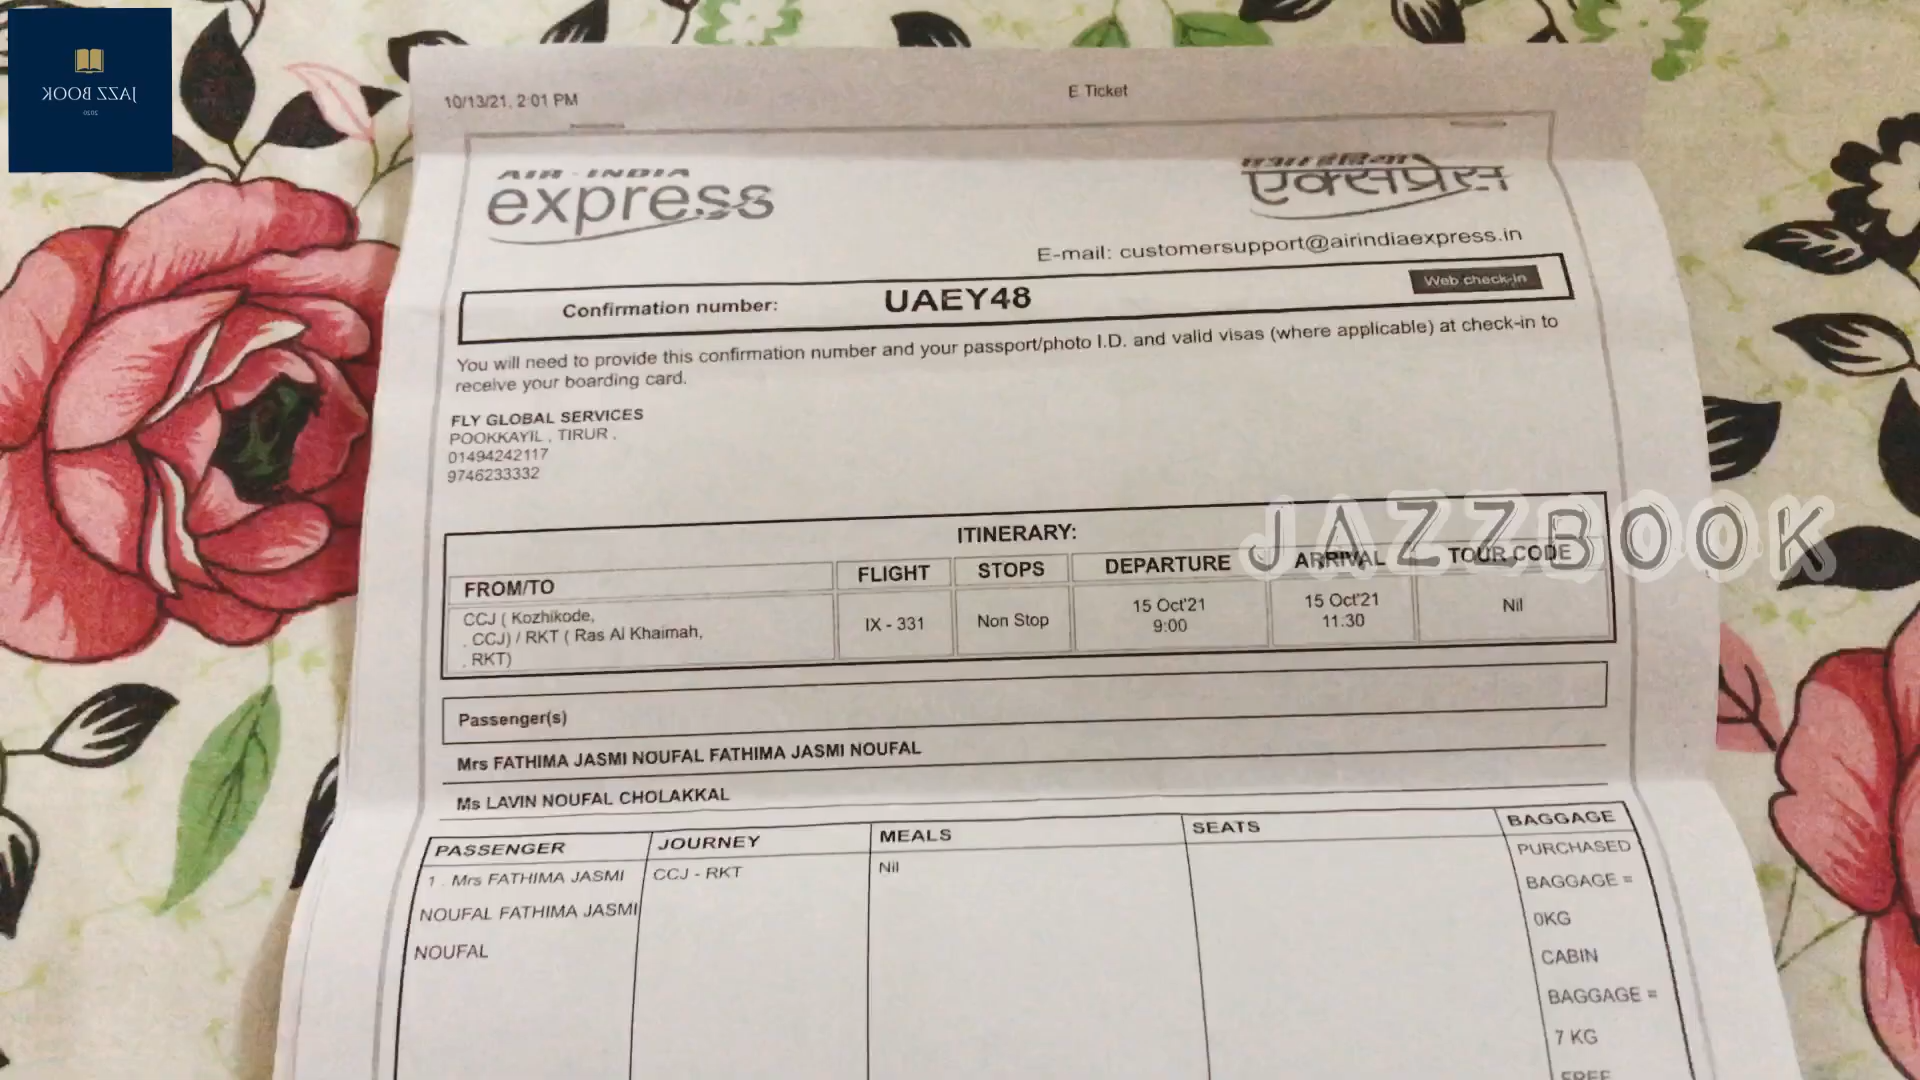 JAZZ BOOK
2020
10/13/21, 2:01 PM
E Ticket
AIR-INDIA
express
एअर इंडिया
एक्सप्रेस
E-mail: customersupport@airindiaexpress.in
Confirmation number: UAEY48 Web check-in
You will need to provide this confirmation number and your passport/photo I.D. and valid visas (where applicable) at check-in to
receive your boarding card.
FLY GLOBAL SERVICES
POOKKAYIL , TIRUR ,
01494242117
9746233332
JAZZBOOK
ITINERARY:
FROM/TO FLIGHT STOPS DEPARTURE ARRIVAL TOUR CODE
CCJ ( Kozhikode,
. CCJ) / RKT ( Ras Al Khaimah,
. RKT)
IX - 331
Non Stop
15 Oct'21
9:00
15 Oct'21
11.30
Nil
Passenger(s)
Mrs FATHIMA JASMI NOUFAL FATHIMA JASMI NOUFAL
Ms LAVIN NOUFAL CHOLAKKAL
PASSENGER JOURNEY MEALS SEATS BAGGAGE
1 . Mrs FATHIMA JASMI
NOUFAL FATHIMA JASMI
NOUFAL
CCJ - RKT
Nil
PURCHASED
BAGGAGE =
0KG
CABIN
BAGGAGE =
7 KG
FREE